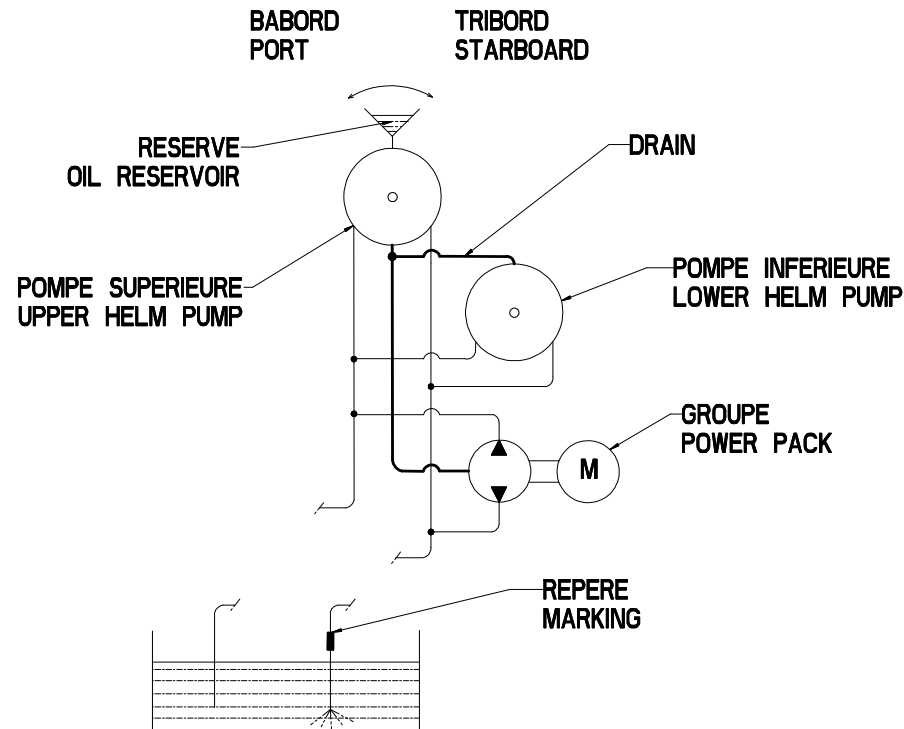 BABORD
PORT
TRIBORD
STARBOARD
RESERVE
OIL RESERVOIR
DRAIN
POMPE SUPERIEURE
UPPER HELM PUMP
POMPE INFERIEURE
LOWER HELM PUMP
GROUPE
POWER PACK
M
REPERE
MARKING